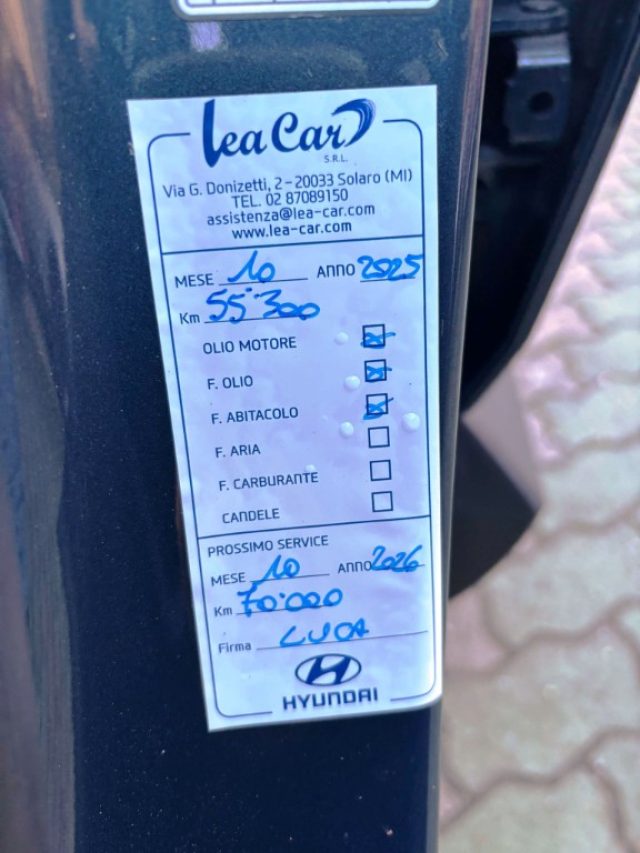 Lea Car
S.R.L.
Via G. Donizetti, 2 - 20033 Solaro (MI)
TEL. 02 87089150
assistenza@lea-car.com
www.lea-car.com
MESE 10 ANNO 2025
Km 55.300
OLIO MOTORE
F. OLIO
F. ABITACOLO
F. ARIA
F. CARBURANTE
CANDELE
PROSSIMO SERVICE
MESE 10 ANNO 2026
Km 70.000
Firma LUCA
HYUNDAI